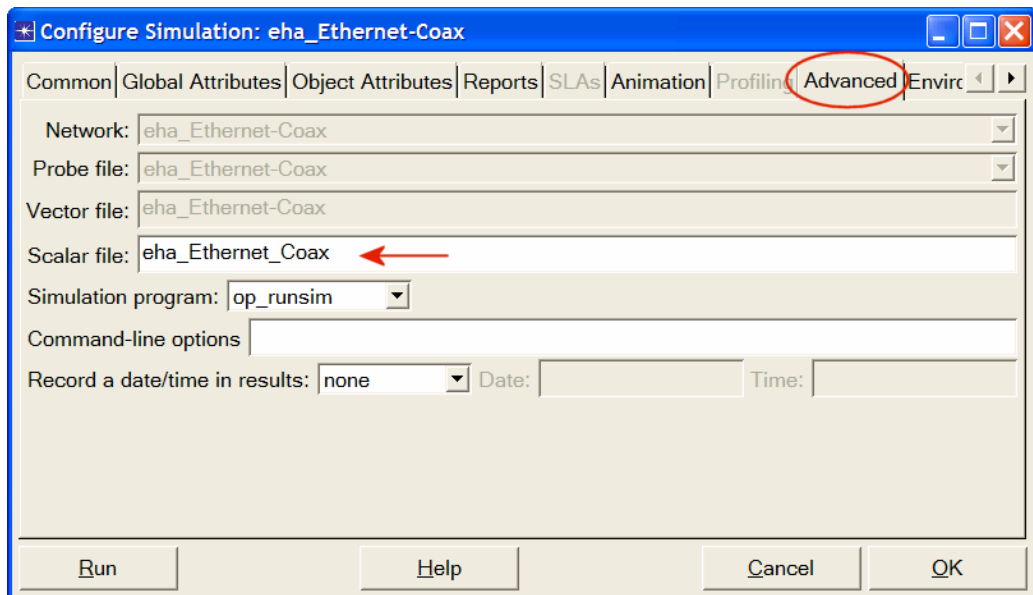 Configure Simulation: eha_Ethernet-Coax
Common Global Attributes Object Attributes Reports SLAs Animation Profiling Advanced Envirc
Network: eha_Ethernet-Coax
Probe file: eha_Ethernet-Coax
Vector file: eha_Ethernet-Coax
Scalar file: eha_Ethernet_Coax
Simulation program: op_runsim
Command-line options
Record a date/time in results: none Date: Time:
Run Help Cancel OK